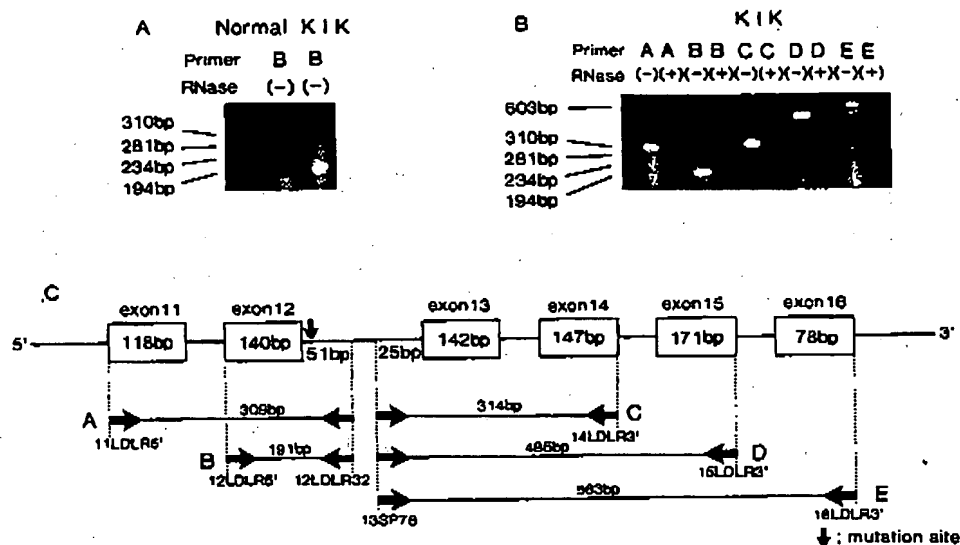 A
Normal KIK
Primer B B
RNase (-) (-)
310bp
281bp
234bp
194bp
B
KIK
Primer A A B B C C D D E E
RNase (-)(+)(-)(+)(-)(+)(-)(+)(-)(+)
603bp
310bp
281bp
234bp
194bp
C
exon11 exon12 exon13 exon14 exon15 exon16
5' 118bp 140bp 51bp 25bp 142bp 147bp 171bp 78bp 3'
A 309bp 314bp C
11LDLR5' 14LDLR3'
B 191bp 485bp D
12LDLR5' 12LDLR32 15LDLR3'
563bp E
13SP78 16LDLR3'
; mutation site